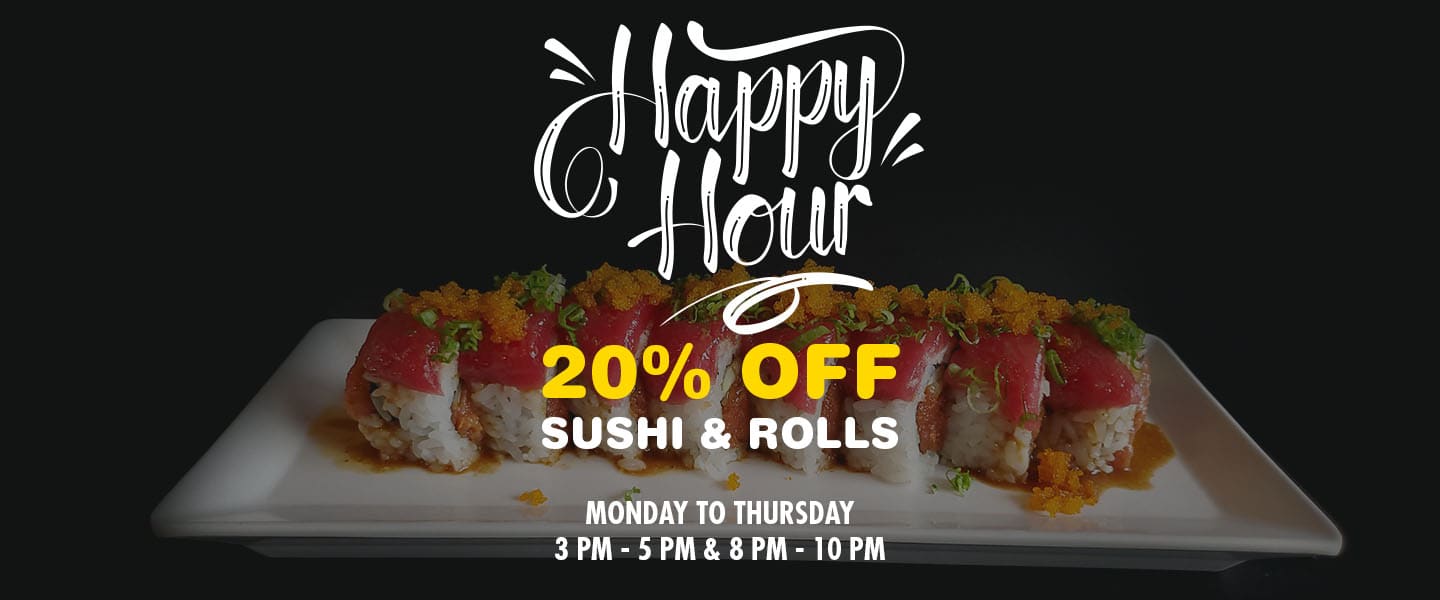 Happy
Hour
20% OFF
SUSHI & ROLLS
MONDAY TO THURSDAY
3 PM - 5 PM & 8 PM - 10 PM